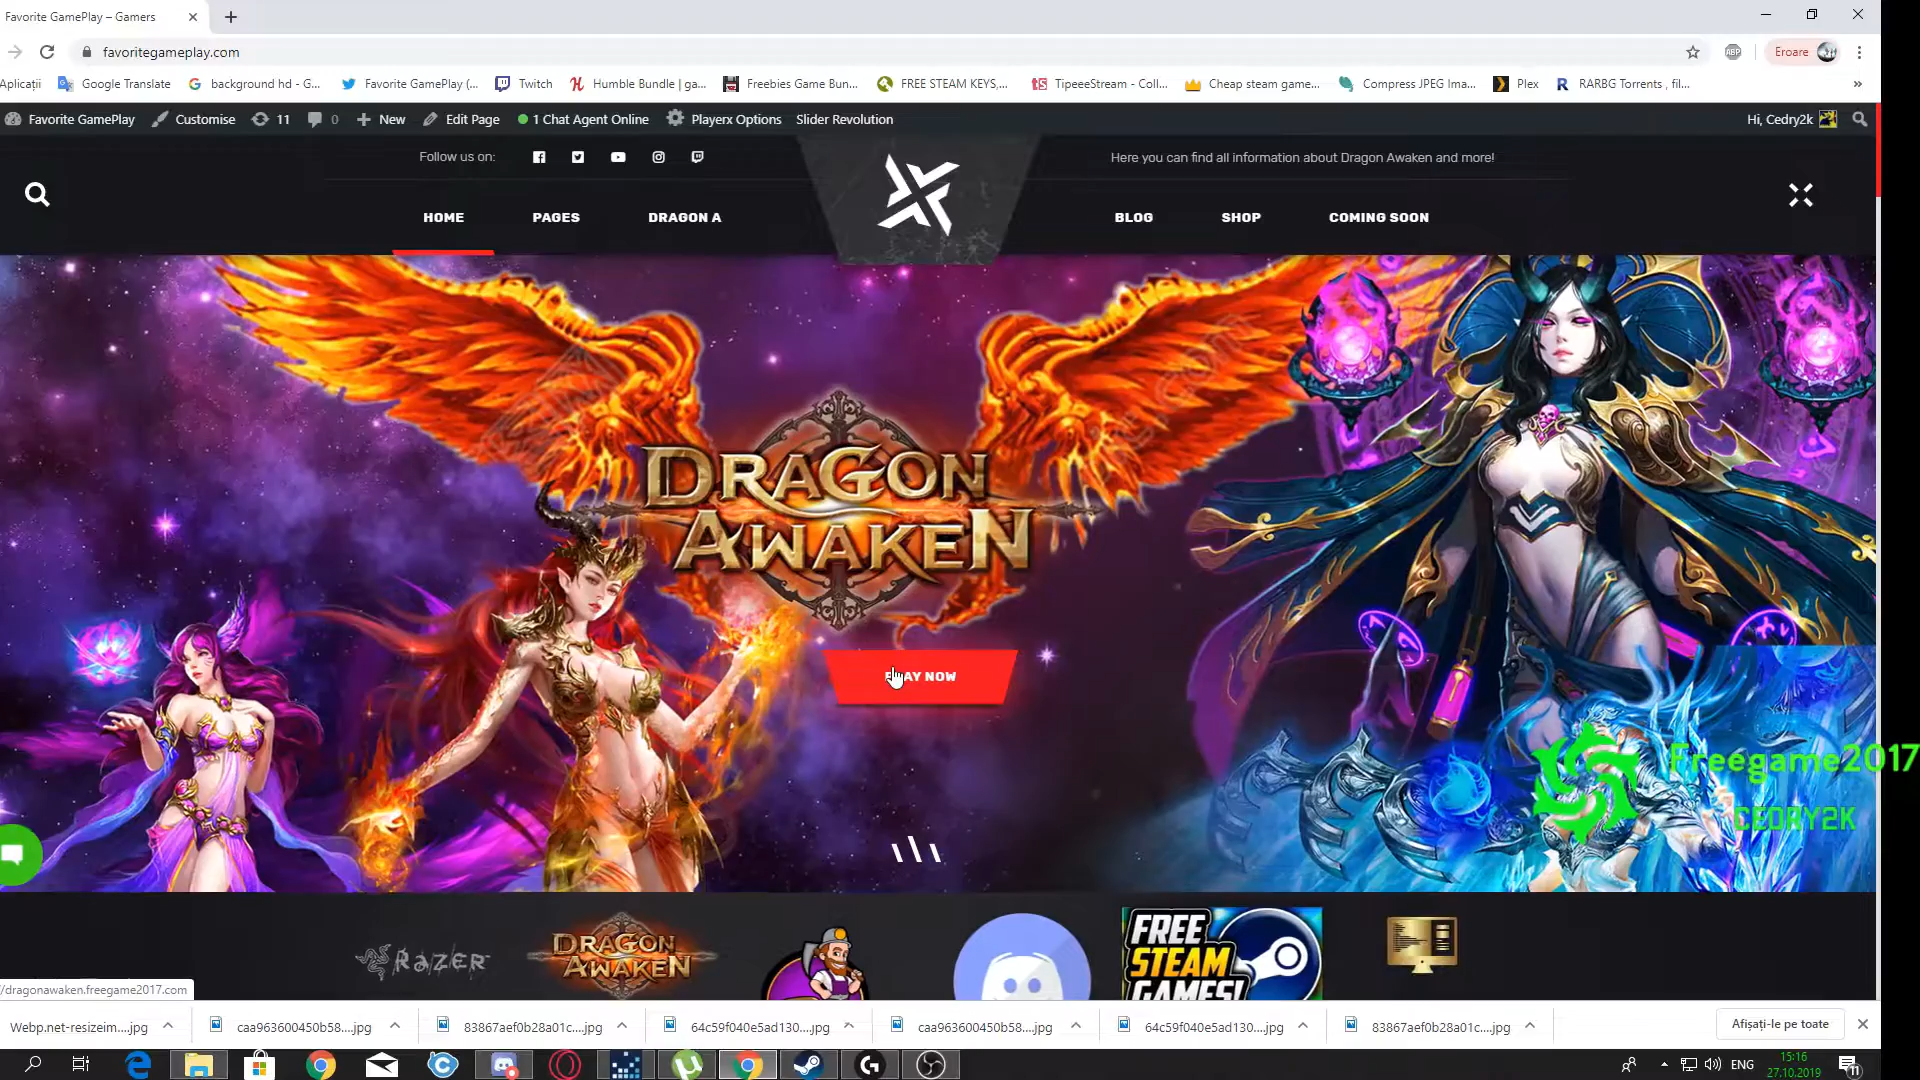 Favorite GamePlay – Gamers
favoritegameplay.com
Eroare
Aplicații
Google Translate
background hd - G...
Favorite GamePlay (...
Twitch
Humble Bundle | ga...
Freebies Game Bun...
FREE STEAM KEYS,...
TipeeeStream - Coll...
Cheap steam game...
Compress JPEG Ima...
Plex
RARBG Torrents , fil...
»
Favorite GamePlay
Customise
11
0
New
Edit Page
1 Chat Agent Online
Playerx Options
Slider Revolution
Hi, Cedry2k
Follow us on:
Here you can find all information about Dragon Awaken and more!
HOME
PAGES
DRAGON A
BLOG
SHOP
COMING SOON
DRAGON
AWAKEN
PLAY NOW
Freegame2017
CEDRY2K
RAZER
DRAGON
AWAKEN
FREE
STEAM
GAMES!
/dragonawaken.freegame2017.com
Webp.net-resizeim....jpg
caa963600450b58....jpg
83867aef0b28a01c....jpg
64c59f040e5ad130....jpg
caa963600450b58....jpg
64c59f040e5ad130....jpg
83867aef0b28a01c....jpg
Afișați-le pe toate
ENG
15:16
27.10.2019
11